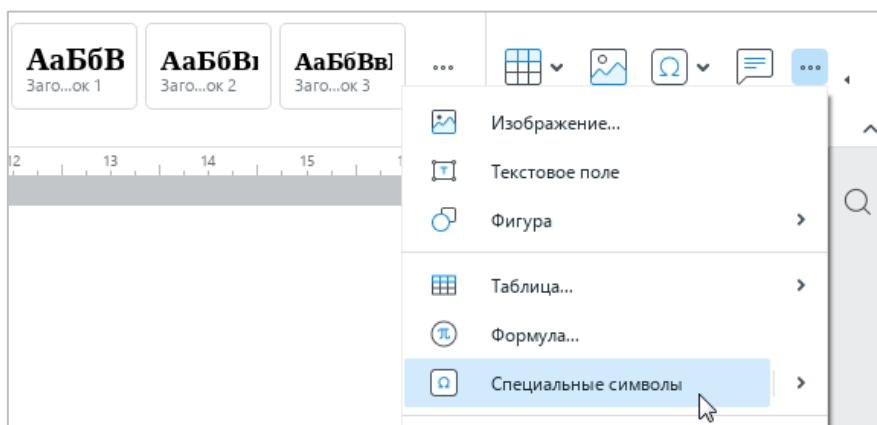 АаБбВ АаБбВı АаБбВв
Заго...ок 1 Заго...ок 2 Заго...ок 3
Изображение...
12 13 14 15
Текстовое поле
Фигура
Таблица...
Формула...
Специальные символы